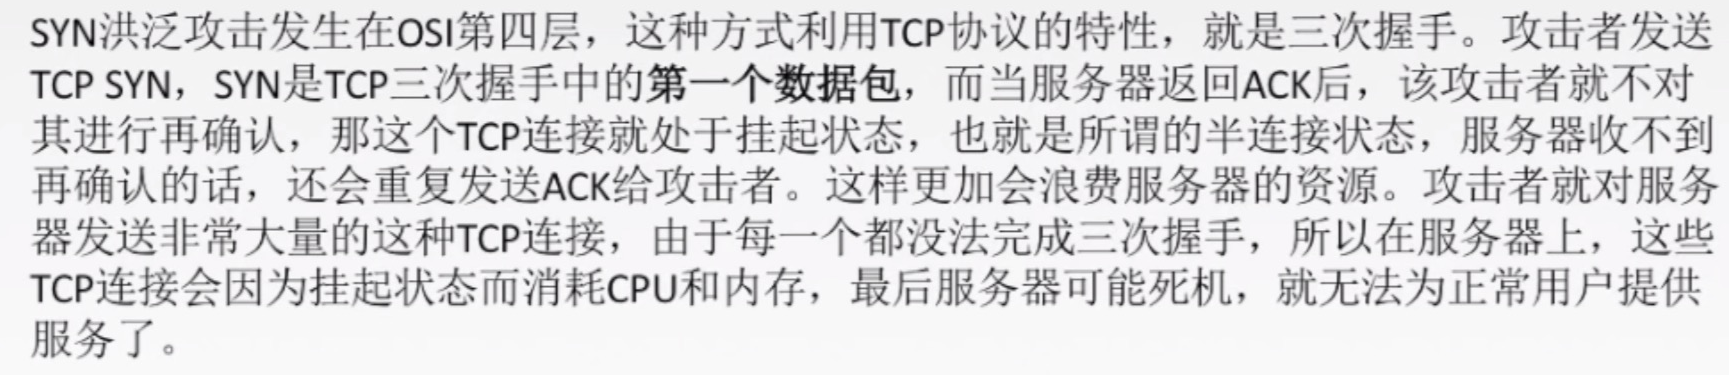 SYN洪泛攻击发生在OSI第四层，这种方式利用TCP协议的特性，就是三次握手。攻击者发送
TCP SYN，SYN是TCP三次握手中的第一个数据包，而当服务器返回ACK后，该攻击者就不对
其进行再确认，那这个TCP连接就处于挂起状态，也就是所谓的半连接状态，服务器收不到
再确认的话，还会重复发送ACK给攻击者。这样更加会浪费服务器的资源。攻击者就对服务
器发送非常大量的这种TCP连接，由于每一个都没法完成三次握手，所以在服务器上，这些
TCP连接会因为挂起状态而消耗CPU和内存，最后服务器可能死机，就无法为正常用户提供
服务了。